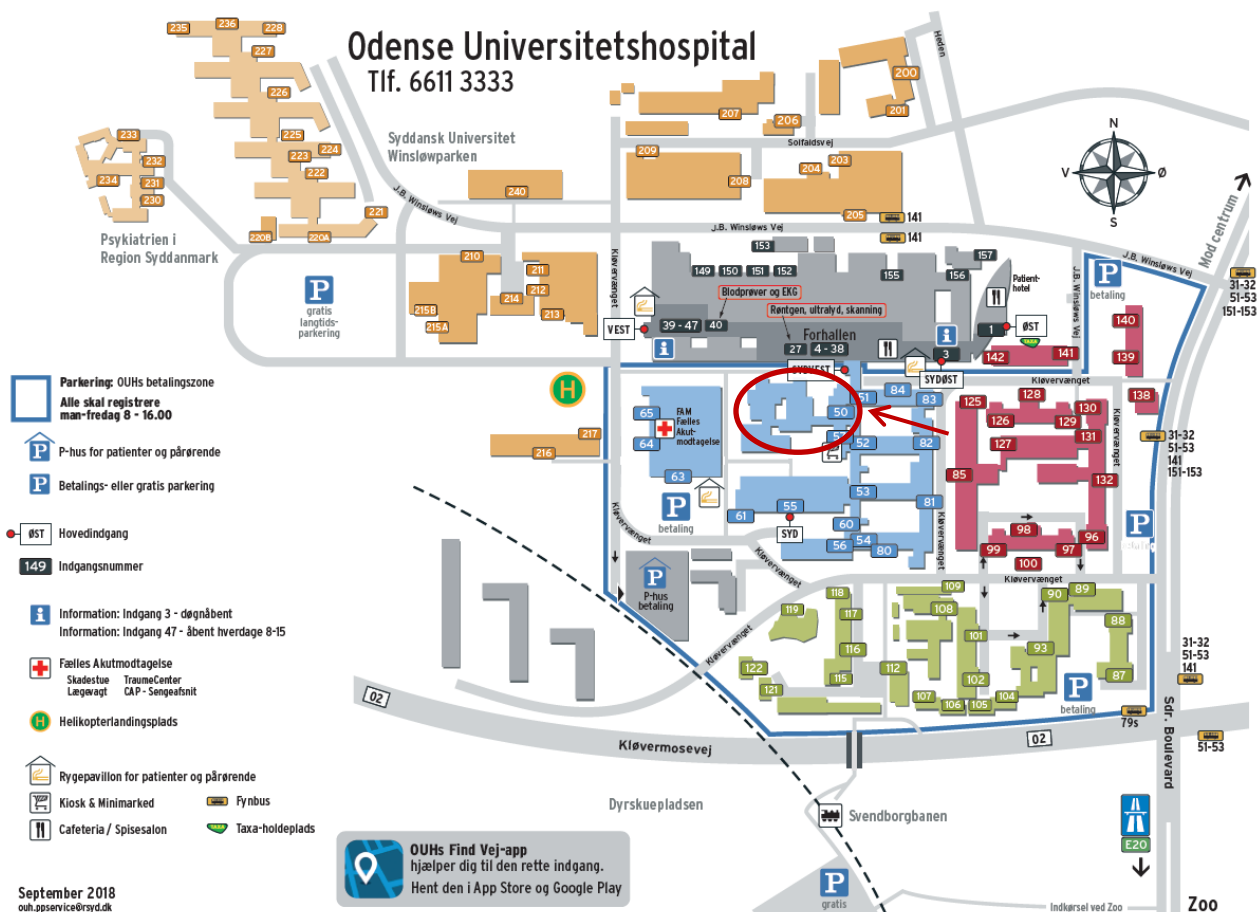 Odense Universitetshospital
Tlf. 6611 3333
235
236
228
227
226
225
224
223
222
221
220B
220A
233
232
234
231
230
Psykiatrien i
Region Syddanmark
Syddansk Universitet
Winsløwparken
J.B. Winsløws Vej
240
207
206
200
201
Heden
Solfaldsvej
209
208
203
204
205
141
141
J.B. Winsløws Vej
J.B. Winsløws Vej
N
V
Ø
S
Mod centrum
31-32
51-53
151-153
P
gratis
langtids-
parkering
210
211
212
214
213
215B
215A
Kløvervænget
153
149
150
151
152
155
156
157
Patient-
hotel
J.B. Winsløws Vej
P
betaling
Blodprøver og EKG
Røntgen, ultralyd, skanning
VEST
39 - 47
40
Forhallen
27
4 - 38
i
i
1
ØST
3
TAXA
142
141
140
139
138
SYDVEST
SYDØST
Kløvervænget
H
65
64
63
FAM
Fælles
Akut-
modtagelse
P
betaling
217
216
51
50
52
84
83
82
53
81
55
61
60
54
56
80
SYD
Kløvervænget
Kløvervænget
125
128
130
126
129
127
131
85
132
98
99
97
96
100
Kløvervænget
31-32
51-53
141
151-153
P
Kløvervænget
Kløvervænget
P
P-hus
betaling
Kløvervænget
119
118
117
116
115
122
121
109
108
101
112
102
107
106
105
104
90
89
93
88
87
P
betaling
31-32
51-53
141
79s
51-53
Sdr. Boulevard
02
02
Kløvermosevej
Dyrskuepladsen
Svendborgbanen
E20
P
gratis
Indkørsel ved Zoo
Zoo
Parkering: OUHs betalingszone
Alle skal registrere
man-fredag 8 - 16.00
P
P-hus for patienter og pårørende
P
Betalings- eller gratis parkering
ØST
Hovedindgang
149
Indgangsnummer
i
Information: Indgang 3 - døgnåbent
Information: Indgang 47 - åbent hverdage 8-15
Fælles Akutmodtagelse
Skadestue TraumeCenter
Lægevagt CAP - Sengeafsnit
H
Helikopterlandingsplads
Rygepavillon for patienter og pårørende
Kiosk & Minimarked
Fynbus
Cafeteria / Spisesalon
TAXA
Taxa-holdeplads
OUHs Find Vej-app
hjælper dig til den rette indgang.
Hent den i App Store og Google Play
September 2018
ouh.ppservice@rsyd.dk